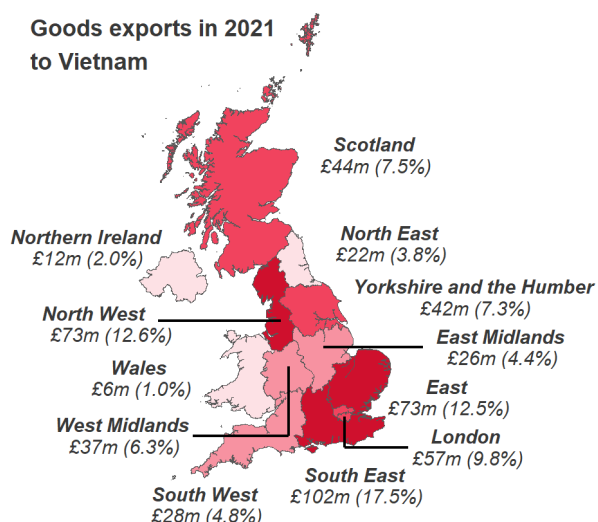 Goods exports in 2021
to Vietnam
Scotland
£44m (7.5%)
Northern Ireland
£12m (2.0%)
North East
£22m (3.8%)
Yorkshire and the Humber
£42m (7.3%)
North West
£73m (12.6%)
East Midlands
£26m (4.4%)
Wales
£6m (1.0%)
East
£73m (12.5%)
West Midlands
£37m (6.3%)
London
£57m (9.8%)
South East
£102m (17.5%)
South West
£28m (4.8%)